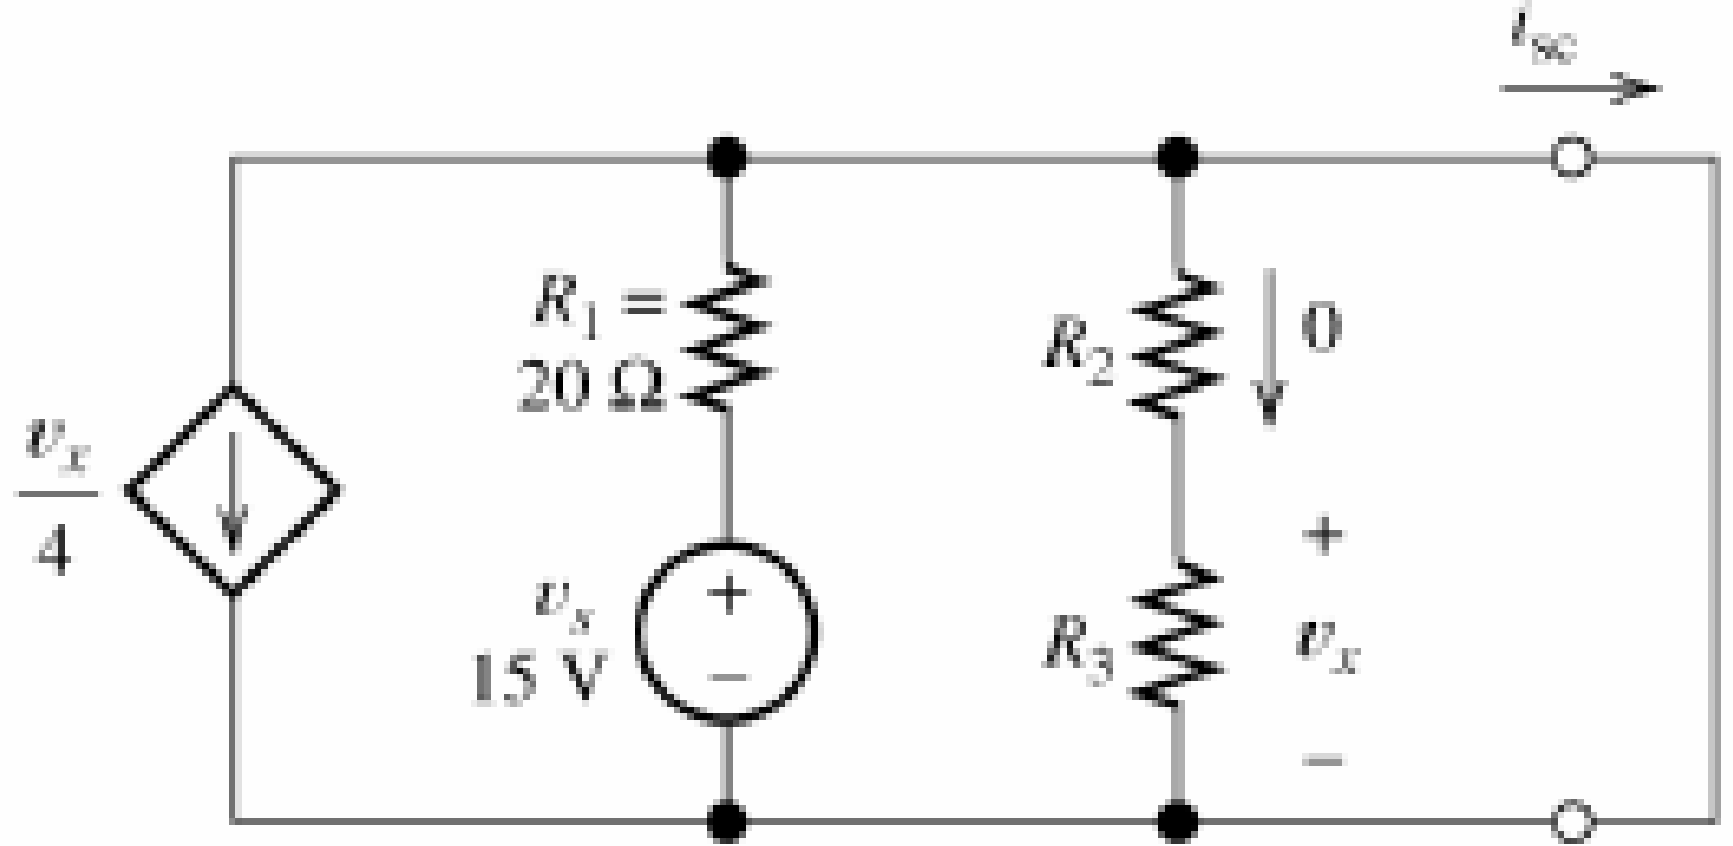 i_sc
R_1 =
20 Ω
R_2
0
v_x
4
+
v_s
15 V
−
R_3
+
v_x
−